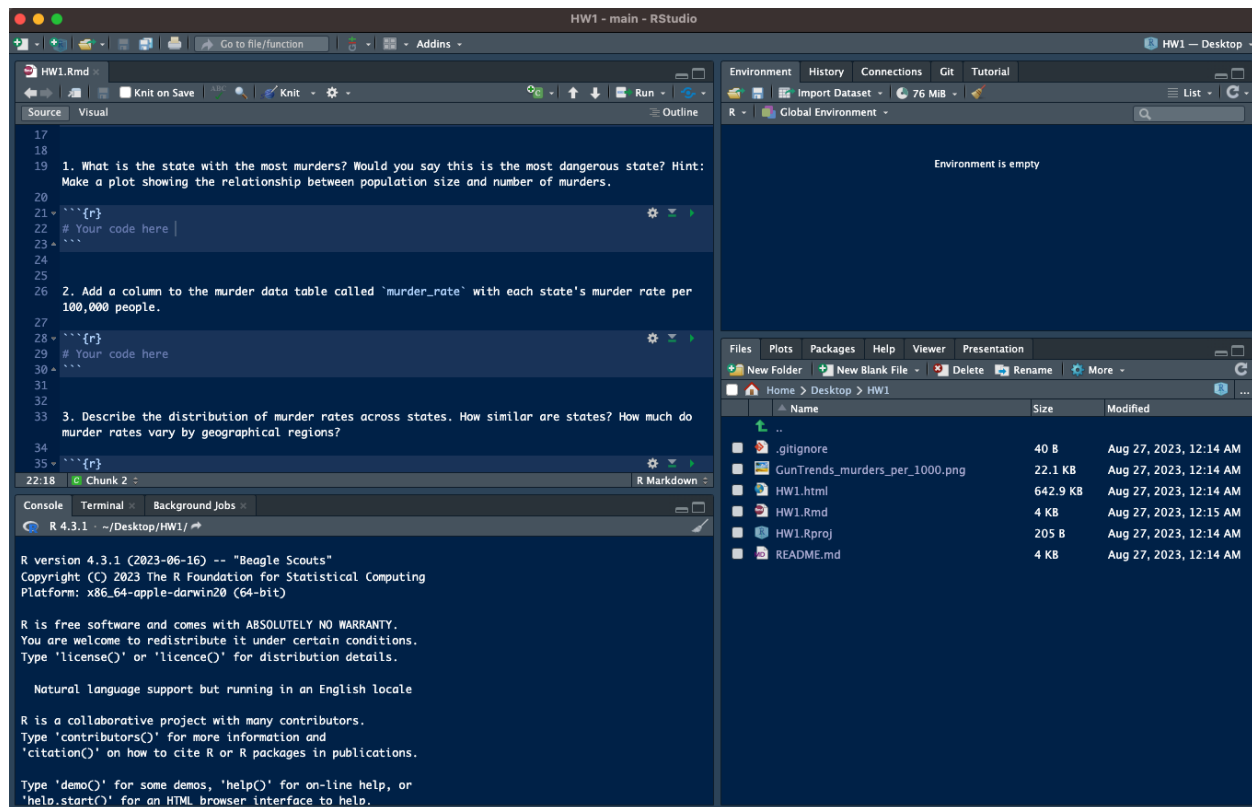 HW1 - main - RStudio
Go to file/function
Addins
HW1 — Desktop
HW1.Rmd
Knit on Save
ABC
Knit
Run
Source Visual
Outline
17
18
19 1. What is the state with the most murders? Would you say this is the most dangerous state? Hint:
Make a plot showing the relationship between population size and number of murders.
20
21 ```{r}
22 # Your code here
23 ```
24
25
26 2. Add a column to the murder data table called `murder_rate` with each state's murder rate per
100,000 people.
27
28 ```{r}
29 # Your code here
30 ```
31
32
33 3. Describe the distribution of murder rates across states. How similar are states? How much do
murder rates vary by geographical regions?
34
35 ```{r}
22:18 C Chunk 2 R Markdown
Console Terminal Background Jobs
R 4.3.1 · ~/Desktop/HW1/
R version 4.3.1 (2023-06-16) -- "Beagle Scouts"
Copyright (C) 2023 The R Foundation for Statistical Computing
Platform: x86_64-apple-darwin20 (64-bit)
R is free software and comes with ABSOLUTELY NO WARRANTY.
You are welcome to redistribute it under certain conditions.
Type 'license()' or 'licence()' for distribution details.
Natural language support but running in an English locale
R is a collaborative project with many contributors.
Type 'contributors()' for more information and
'citation()' on how to cite R or R packages in publications.
Type 'demo()' for some demos, 'help()' for on-line help, or
'help.start()' for an HTML browser interface to help.
Environment History Connections Git Tutorial
Import Dataset 76 MiB List
R Global Environment
Environment is empty
Files Plots Packages Help Viewer Presentation
New Folder New Blank File Delete Rename More
Home > Desktop > HW1
Name Size Modified
..
.gitignore 40 B Aug 27, 2023, 12:14 AM
GunTrends_murders_per_1000.png 22.1 KB Aug 27, 2023, 12:14 AM
HW1.html 642.9 KB Aug 27, 2023, 12:14 AM
HW1.Rmd 4 KB Aug 27, 2023, 12:15 AM
HW1.Rproj 205 B Aug 27, 2023, 12:14 AM
README.md 4 KB Aug 27, 2023, 12:14 AM